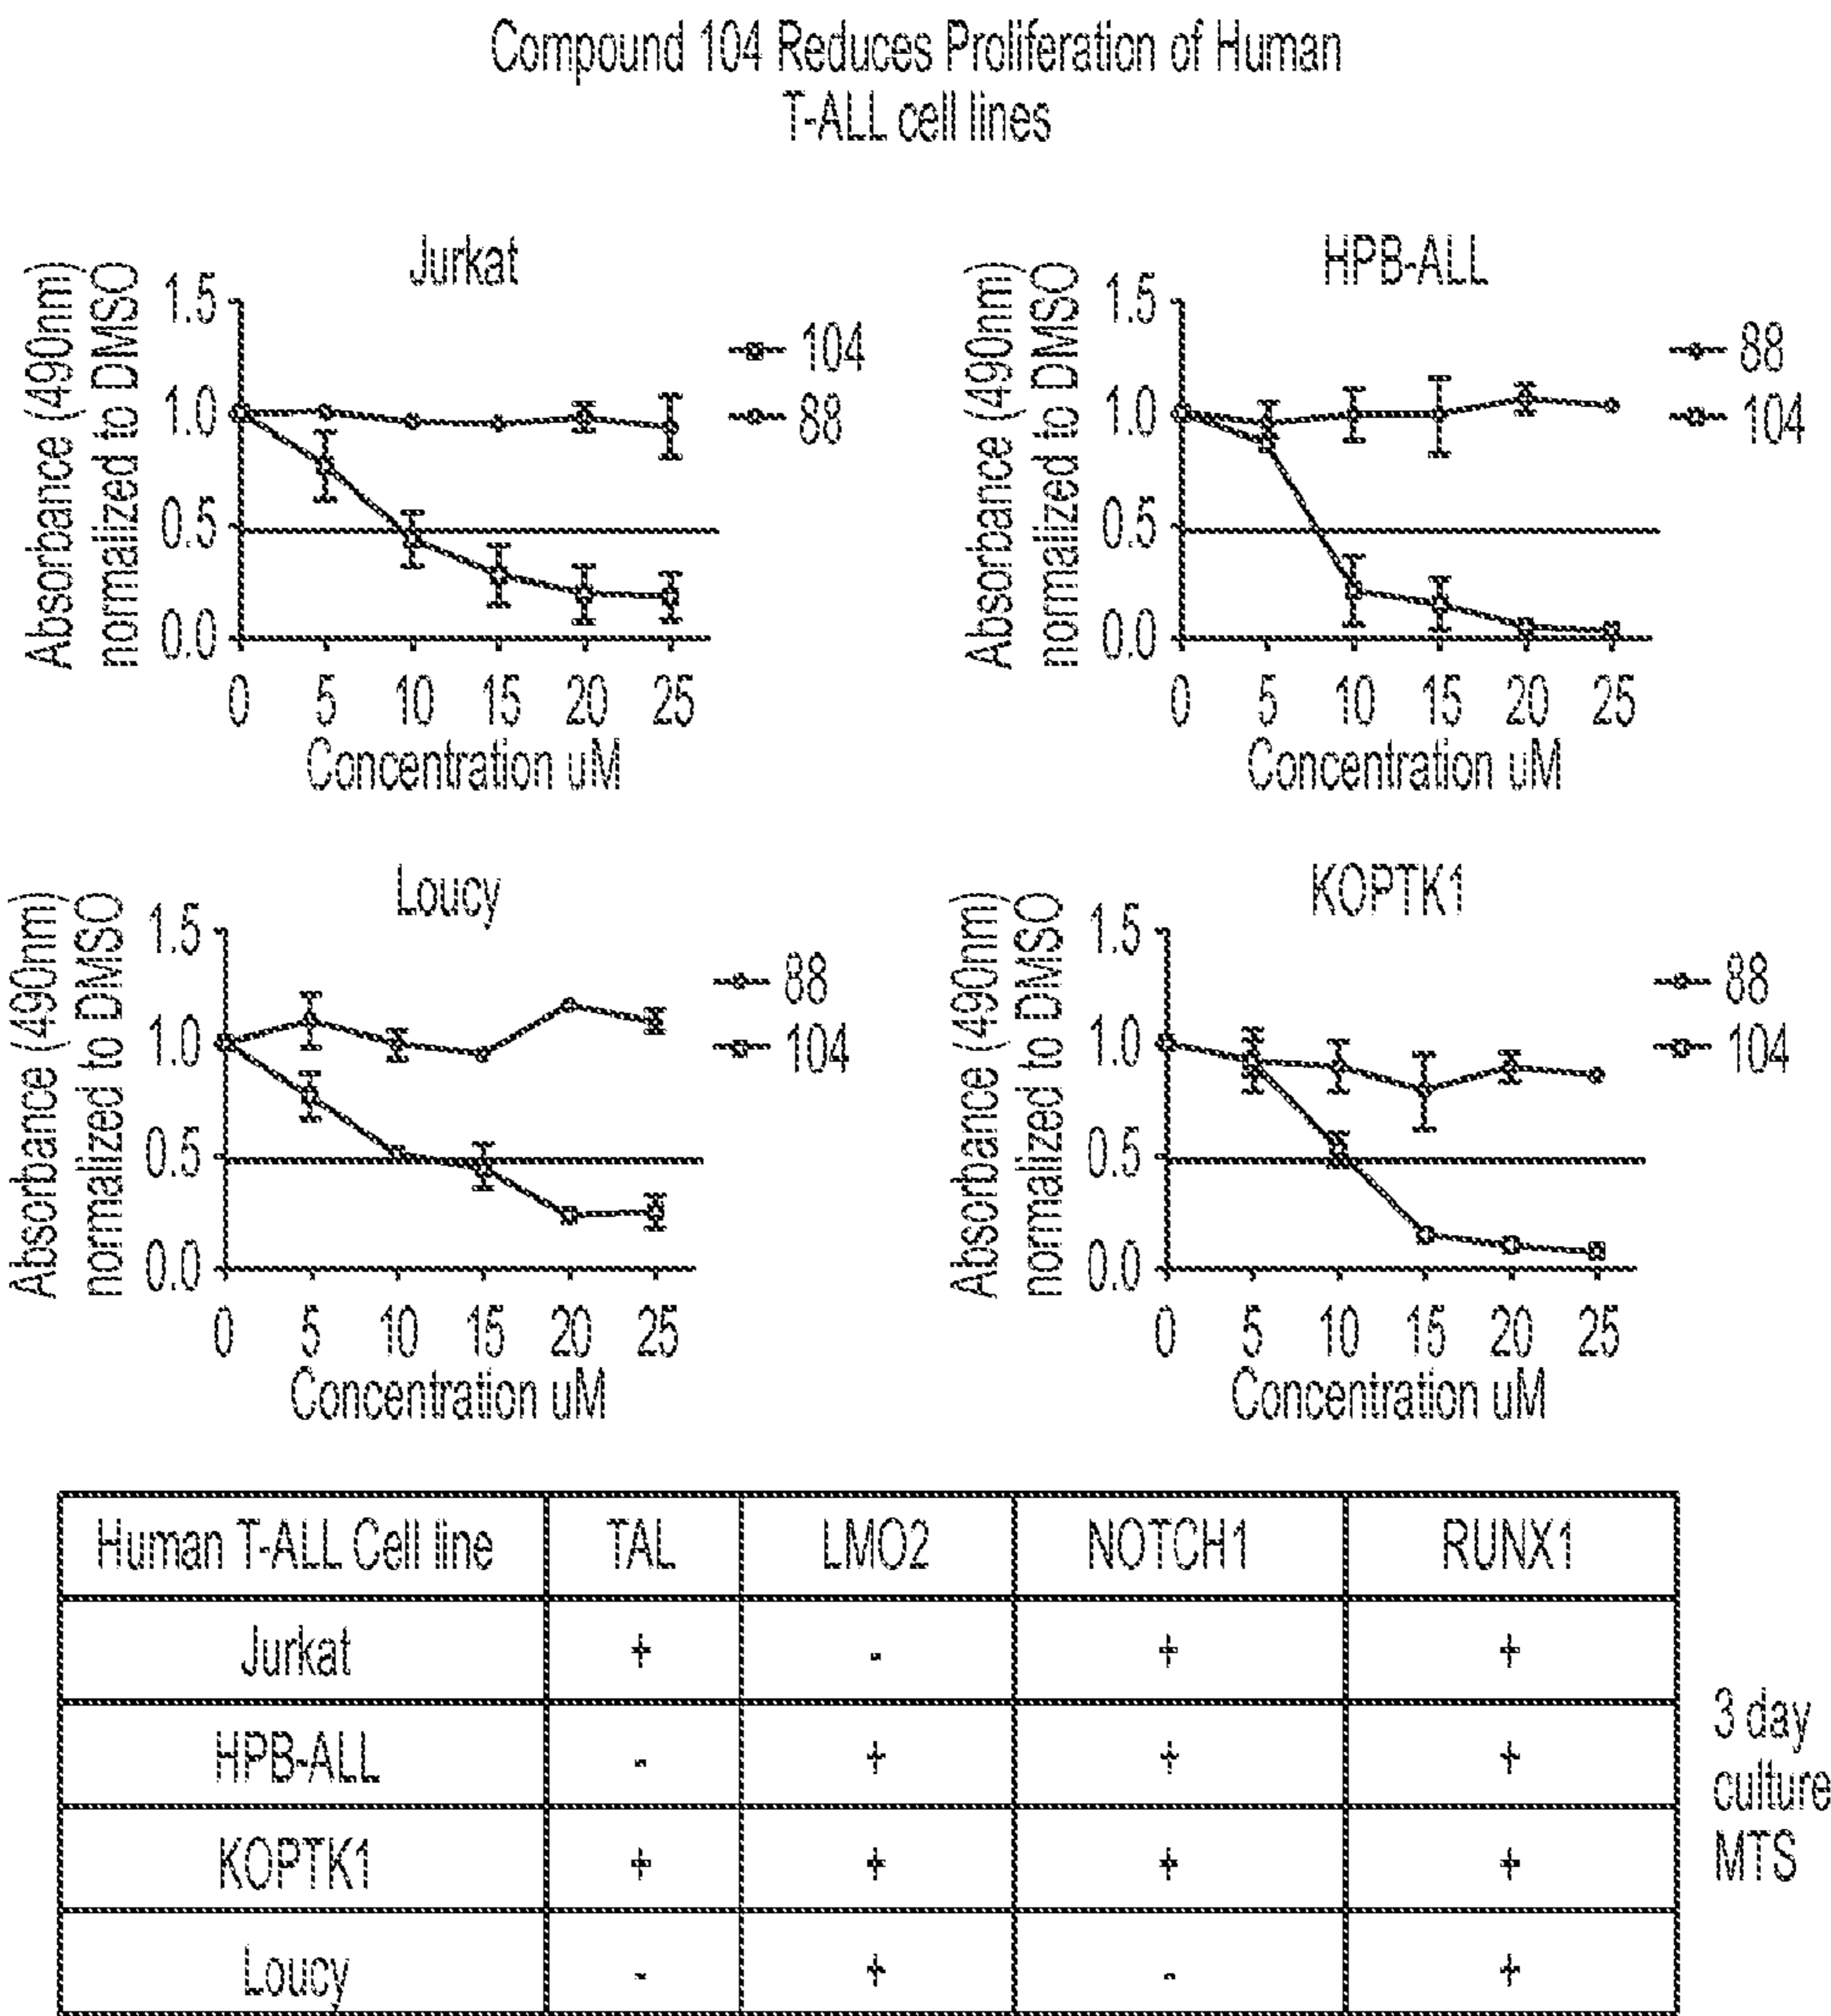 Compound 104 Reduces Proliferation of Human
T-ALL cell lines
Jurkat
Absorbance (490nm)
normalized to DMSO
1.5
1.0
0.5
0.0
0 5 10 15 20 25
Concentration uM
104
88
HPB-ALL
Absorbance (490nm)
normalized to DMSO
1.5
1.0
0.5
0.0
0 5 10 15 20 25
Concentration uM
88
104
Loucy
Absorbance (490nm)
normalized to DMSO
1.5
1.0
0.5
0.0
0 5 10 15 20 25
Concentration uM
88
104
KOPTK1
Absorbance (490nm)
normalized to DMSO
1.5
1.0
0.5
0.0
0 5 10 15 20 25
Concentration uM
88
104
Human T-ALL Cell line TAL LMO2 NOTCH1 RUNX1
Jurkat + - + +
HPB-ALL - + + +
KOPTK1 + + + +
Loucy - + - +
3 day
culture
MTS